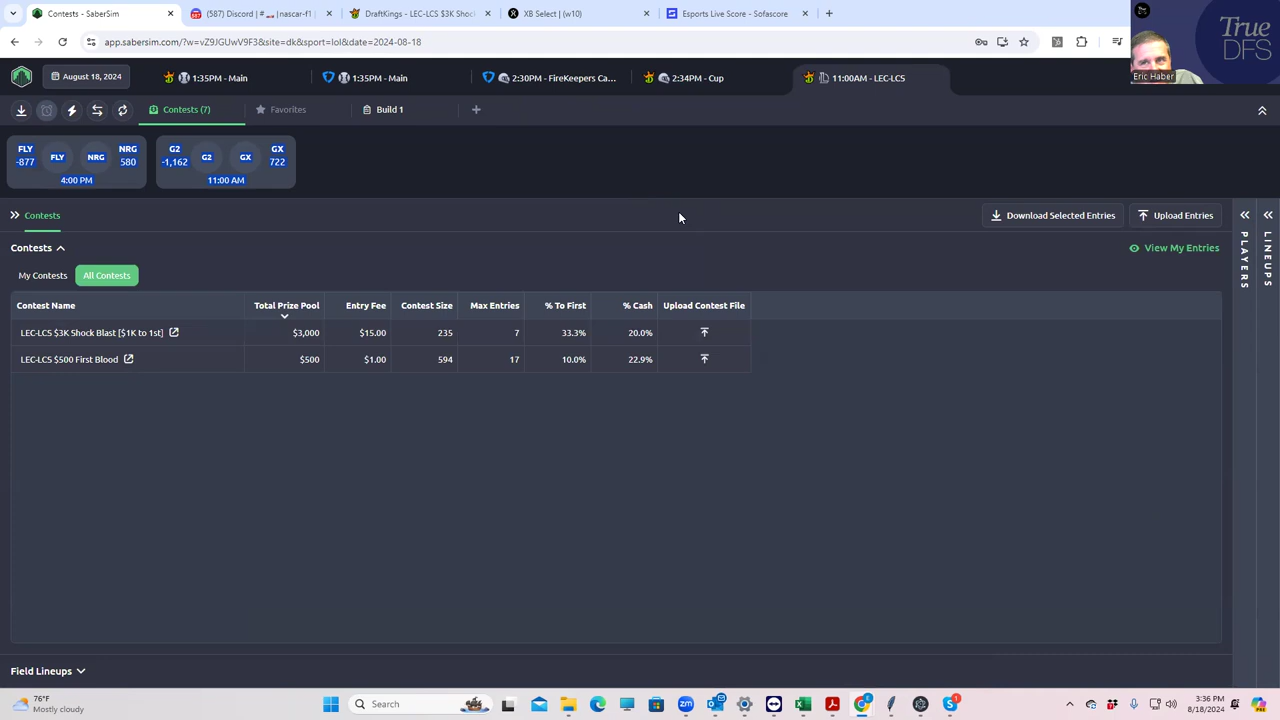 Contests - SaberSim
(587) Discord | # nascar-f1 |
DraftKings - LEC-LCS $3K Shoc
XB Select | (w10)
Esports Live Score - Sofascore
app.sabersim.com/?w=vZ9JGUwV9F3&site=dk&sport=lol&date=2024-08-18
True
DFS
Eric Haber
August 18, 2024
1:35PM - Main
1:35PM - Main
2:30PM - FireKeepers Ca...
2:34PM - Cup
11:00AM - LEC-LCS
Contests (7)
Favorites
Build 1
FLY -877 FLY NRG NRG 580
4:00 PM
G2 -1,162 G2 GX GX 722
11:00 AM
Contests
Download Selected Entries
Upload Entries
PLAYERS
LINEUPS
Contests
View My Entries
My Contests
All Contests
Contest Name Total Prize Pool Entry Fee Contest Size Max Entries % To First % Cash Upload Contest File
LEC-LCS $3K Shock Blast [$1K to 1st] $3,000 $15.00 235 7 33.3% 20.0%
LEC-LCS $500 First Blood $500 $1.00 594 17 10.0% 22.9%
Field Lineups
76°F
Mostly cloudy
Search
3:36 PM
8/18/2024